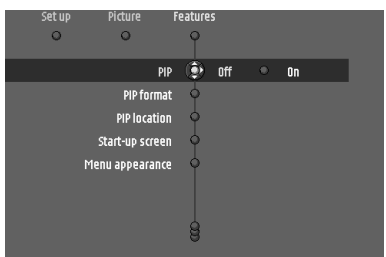 Set up Picture Features
PIP Off On
PIP format
PIP location
Start-up screen
Menu appearance